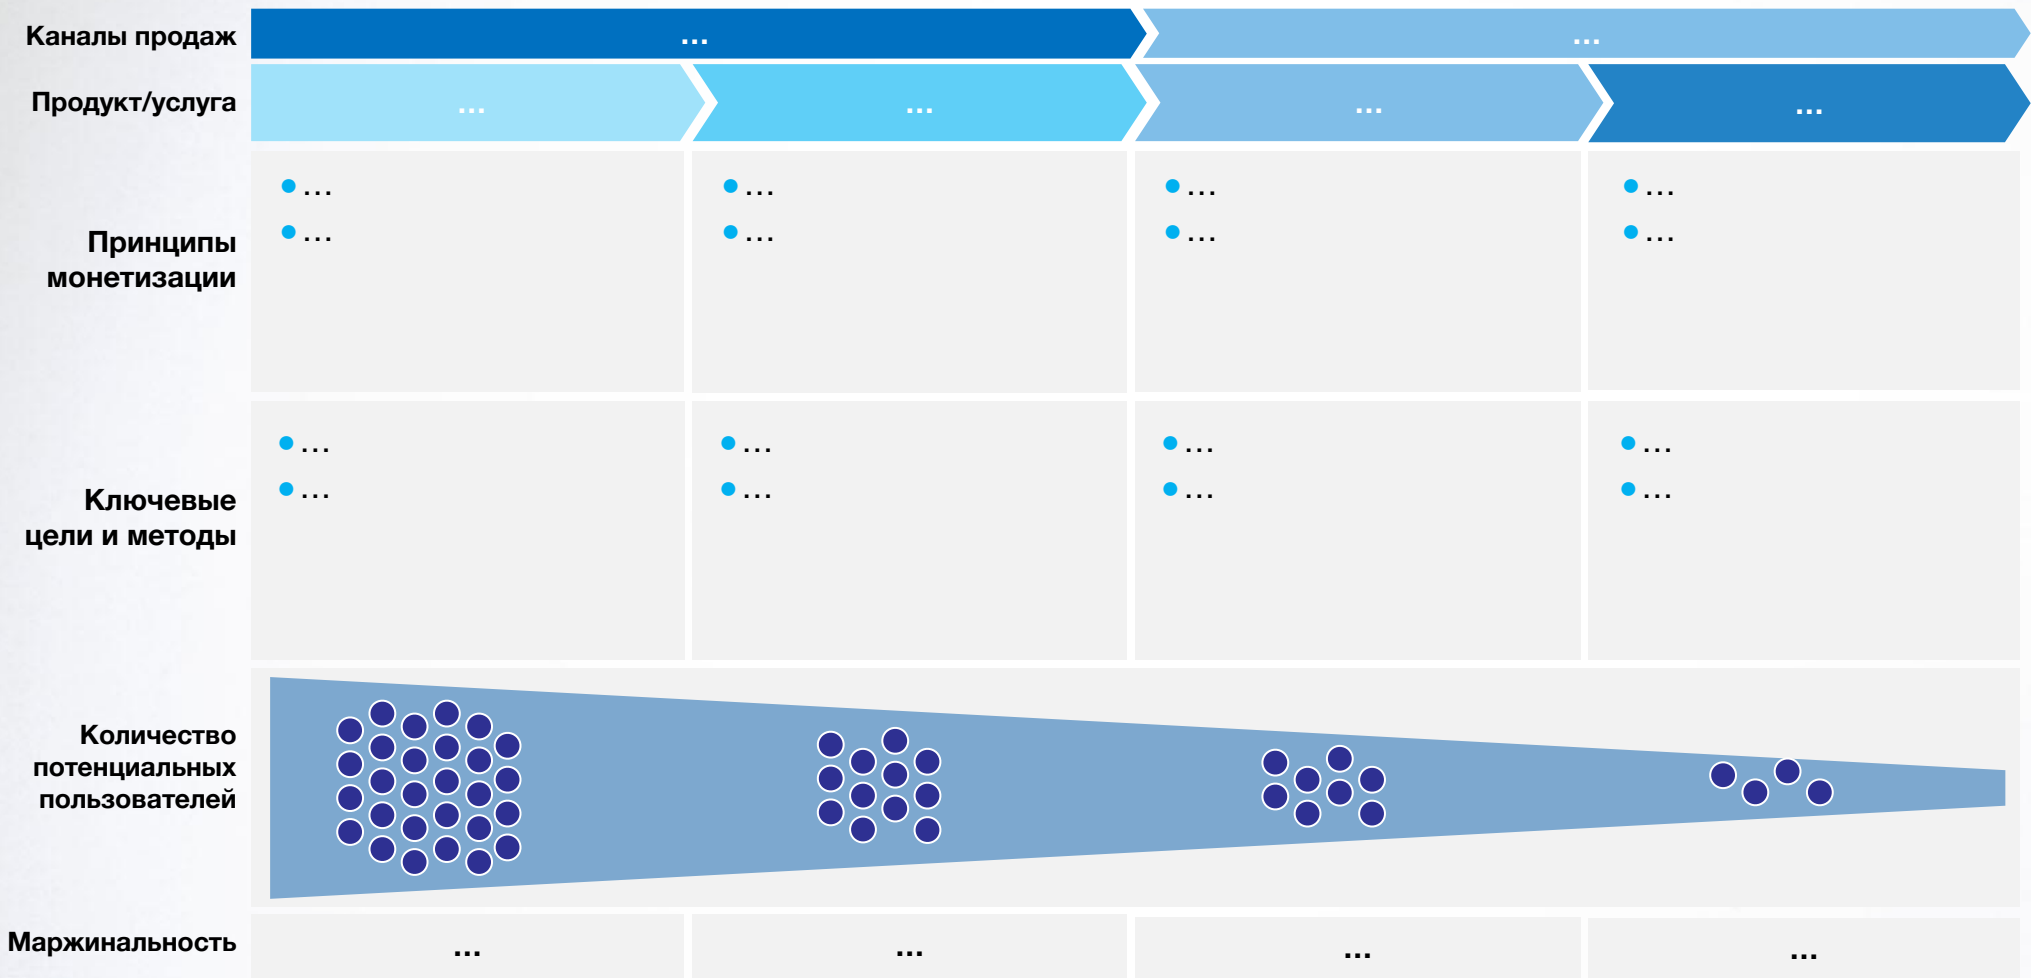 Каналы продаж
...
...
Продукт/услуга
...
...
...
...
Принципы
монетизации
...
...
...
...
...
...
...
...
Ключевые
цели и методы
...
...
...
...
...
...
...
...
Количество
потенциальных
пользователей
Маржинальность
...
...
...
...